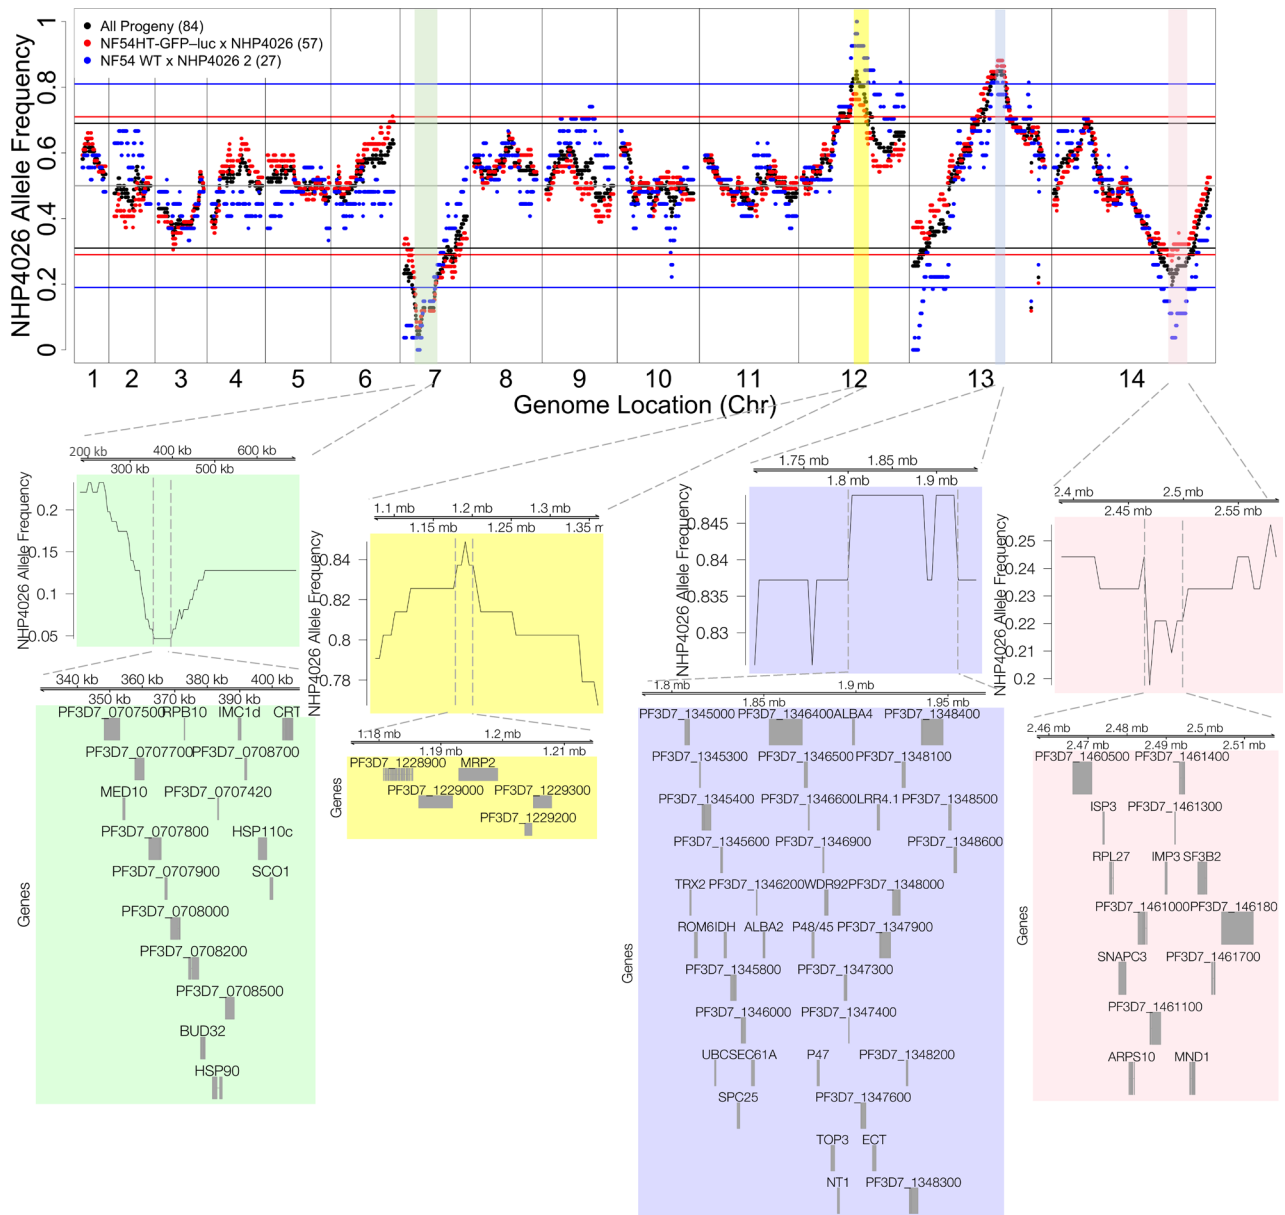 All Progeny (84)
NF54HT-GFP–luc x NHP4026 (57)
NF54 WT x NHP4026 2 (27)
NHP4026 Allele Frequency
1
0.8
0.6
0.4
0.2
0
1 2 3 4 5 6 7 8 9 10 11 12 13 14
Genome Location (Chr)
200 kb 400 kb 600 kb
300 kb 500 kb
NHP4026 Allele Frequency
0.2
0.15
0.1
0.05
1.1 mb 1.2 mb 1.3 mb
1.15 mb 1.25 mb 1.35 m
NHP4026 Allele Frequency
0.84
0.82
0.8
0.78
1.75 mb 1.85 mb
1.8 mb 1.9 mb
NHP4026 Allele Frequency
0.845
0.84
0.835
0.83
2.4 mb 2.5 mb
2.45 mb 2.55 mb
NHP4026 Allele Frequency
0.25
0.24
0.23
0.22
0.21
0.2
340 kb 360 kb 380 kb 400 kb
350 kb 370 kb 390 kb
PF3D7_0707500 RPB10 IMC1d CRT
PF3D7_0707700 PF3D7_0708700
MED10 PF3D7_0707420
PF3D7_0707800 HSP110c
PF3D7_0707900 SCO1
PF3D7_0708000
PF3D7_0708200
PF3D7_0708500
BUD32
HSP90
Genes
1.18 mb 1.2 mb
1.19 mb 1.21 mb
PF3D7_1228900 MRP2
PF3D7_1229000 PF3D7_1229300
PF3D7_1229200
Genes
1.8 mb 1.9 mb
1.85 mb 1.95 mb
PF3D7_1345000 PF3D7_1346400 ALBA4 PF3D7_1348400
PF3D7_1345300 PF3D7_1346500 PF3D7_1348100
PF3D7_1345400 PF3D7_1346600 LRR4.1 PF3D7_1348500
PF3D7_1345600 PF3D7_1346900 PF3D7_1348600
TRX2 PF3D7_1346200 WDR92 PF3D7_1348000
ROM6 IDH ALBA2 P48/45 PF3D7_1347900
PF3D7_1345800 PF3D7_1347300
PF3D7_1346000 PF3D7_1347400
UBC SEC61A P47 PF3D7_1348200
SPC25 PF3D7_1347600
TOP3 ECT
NT1 PF3D7_1348300
Genes
2.46 mb 2.48 mb 2.5 mb
2.47 mb 2.49 mb 2.51 mb
PF3D7_1460500 PF3D7_1461400
ISP3 PF3D7_1461300
RPL27 IMP3 SF3B2
PF3D7_1461000 PF3D7_146180
SNAPC3 PF3D7_1461700
PF3D7_1461100
ARPS10 MND1
Genes